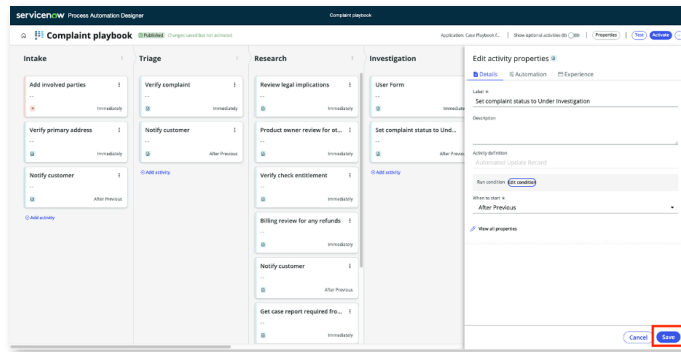 servicenow Process Automation Designer
Complaint playbook
Complaint playbook
Published
Changes saved but not activated.
Application: Case Playbook C...
Show optional activities (0)
Properties
Test
Activate
Intake
Add involved parties
--
Immediately
Verify primary address
--
Immediately
Notify customer
--
After Previous
Add activity
Triage
Verify complaint
--
Immediately
Notify customer
--
After Previous
Add activity
Research
Review legal implications
--
Immediately
Product owner review for ot...
--
Immediately
Verify check entitlement
--
Immediately
Billing review for any refunds
--
Immediately
Notify customer
--
After Previous
Get case report required fro...
--
Immediately
Investigation
User Form
--
Immediate
Set complaint status to Und...
--
After Previou
Add activity
Edit activity properties
Details
Automation
Experience
Label
Set complaint status to Under Investigation
Description
Activity definition
Automated Update Record
Run condition
Edit condition
When to start
After Previous
View all properties
Cancel
Save